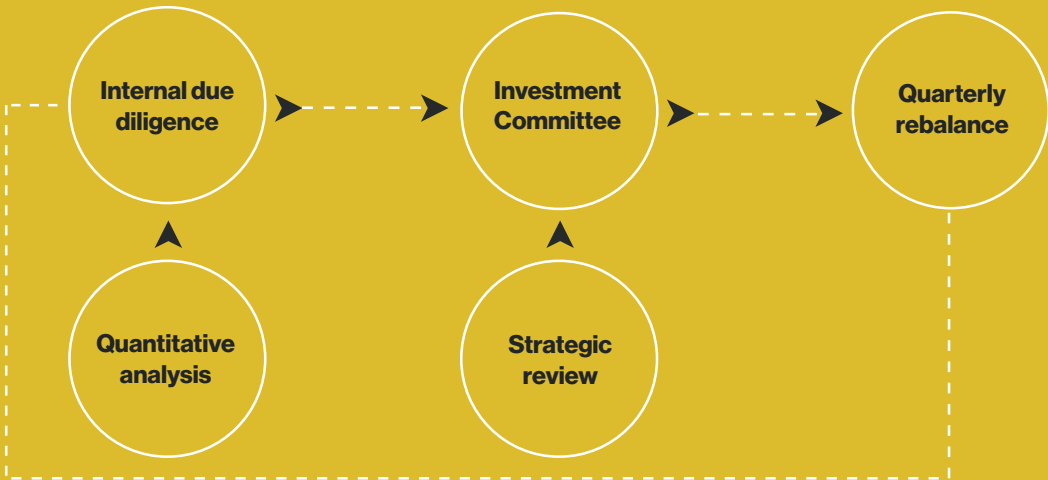 Internal due
diligence
Investment
Committee
Quarterly
rebalance
Quantitative
analysis
Strategic
review